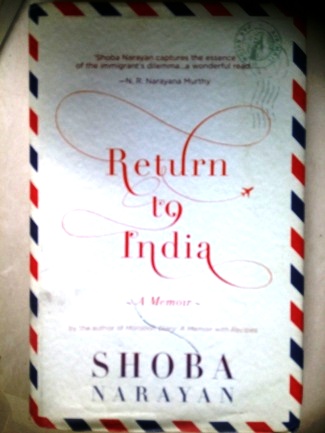 "Shoba Narayan captures the essence
of the immigrant's dilemma...a wonderful read..."
—N. R. Narayana Murthy
Return
to
India
~ A Memoir ~
by the author of Monsoon Diary: A Memoir with Recipes
SHOBA
NARAYAN